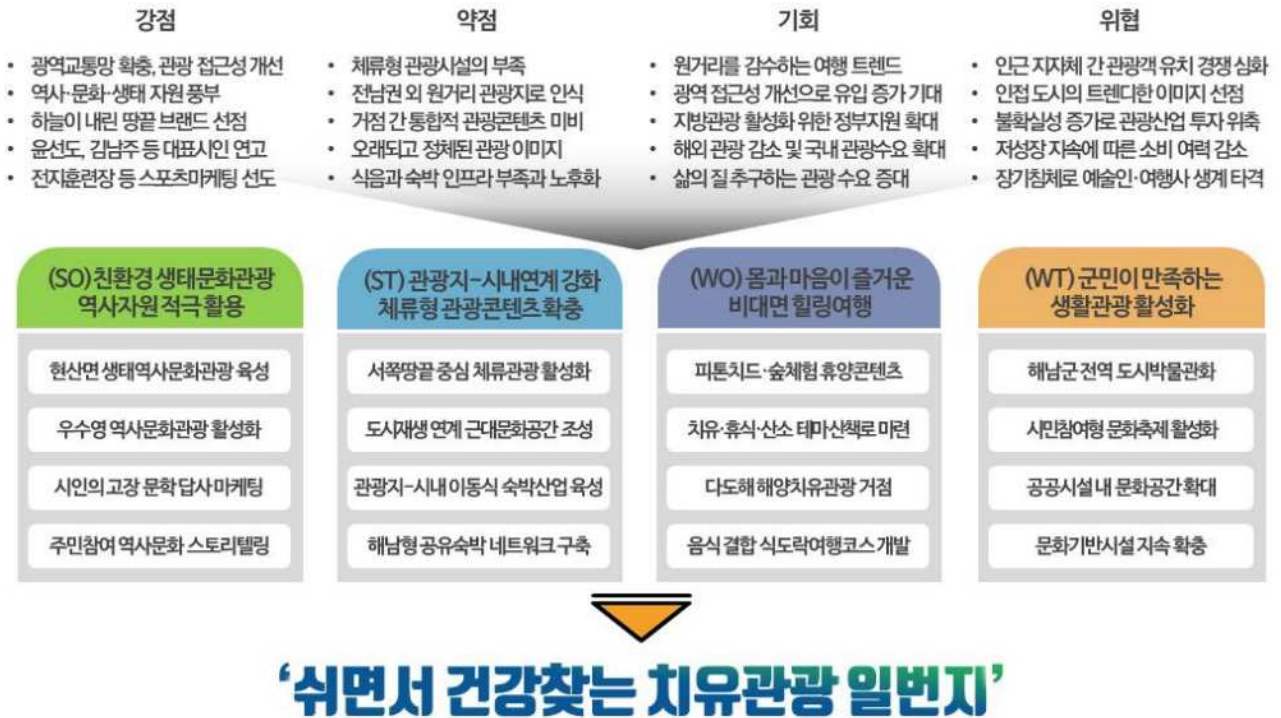 강점
• 광역교통망 확충, 관광 접근성 개선
• 역사·문화·생태 자원 풍부
• 하늘이 내린 땅끝 브랜드 선점
• 윤선도, 김남주 등 대표시인 연고
• 전지훈련장 등 스포츠마케팅 선도
약점
• 체류형 관광시설의 부족
• 전남권 외 원거리 관광지로 인식
• 거점 간 통합적 관광콘텐츠 미비
• 오래되고 정체된 관광 이미지
• 식음과 숙박 인프라 부족과 노후화
기회
• 원거리를 감수하는 여행 트렌드
• 광역 접근성 개선으로 유입 증가 기대
• 지방관광 활성화 위한 정부지원 확대
• 해외 관광 감소 및 국내 관광수요 확대
• 삶의 질 추구하는 관광 수요 증대
위협
• 인근 지자체 간 관광객 유치 경쟁 심화
• 인접 도시의 트렌디한 이미지 선점
• 불확실성 증가로 관광산업 투자 위축
• 저성장 지속에 따른 소비 여력 감소
• 장기침체로 예술인·여행사 생계 타격
(SO) 친환경 생태문화관광
역사자원 적극 활용
현산면 생태역사문화관광 육성
우수영 역사문화관광 활성화
시인의 고장 문학 답사 마케팅
주민참여 역사문화 스토리텔링
(ST) 관광지-시내연계 강화
체류형 관광콘텐츠 확충
서쪽땅끝 중심 체류관광 활성화
도시재생 연계 근대문화공간 조성
관광지-시내 이동식 숙박산업 육성
해남형 공유숙박 네트워크 구축
(WO) 몸과 마음이 즐거운
비대면 힐링여행
피톤치드·숲체험 휴양콘텐츠
치유·휴식·산소 테마산책로 마련
다도해 해양치유관광 거점
음식 결합 식도락여행코스 개발
(WT) 군민이 만족하는
생활관광 활성화
해남군 전역 도시박물관화
시민참여형 문화축제 활성화
공공시설 내 문화공간 확대
문화기반시설 지속 확충
‘쉬면서 건강찾는 치유관광 일번지’